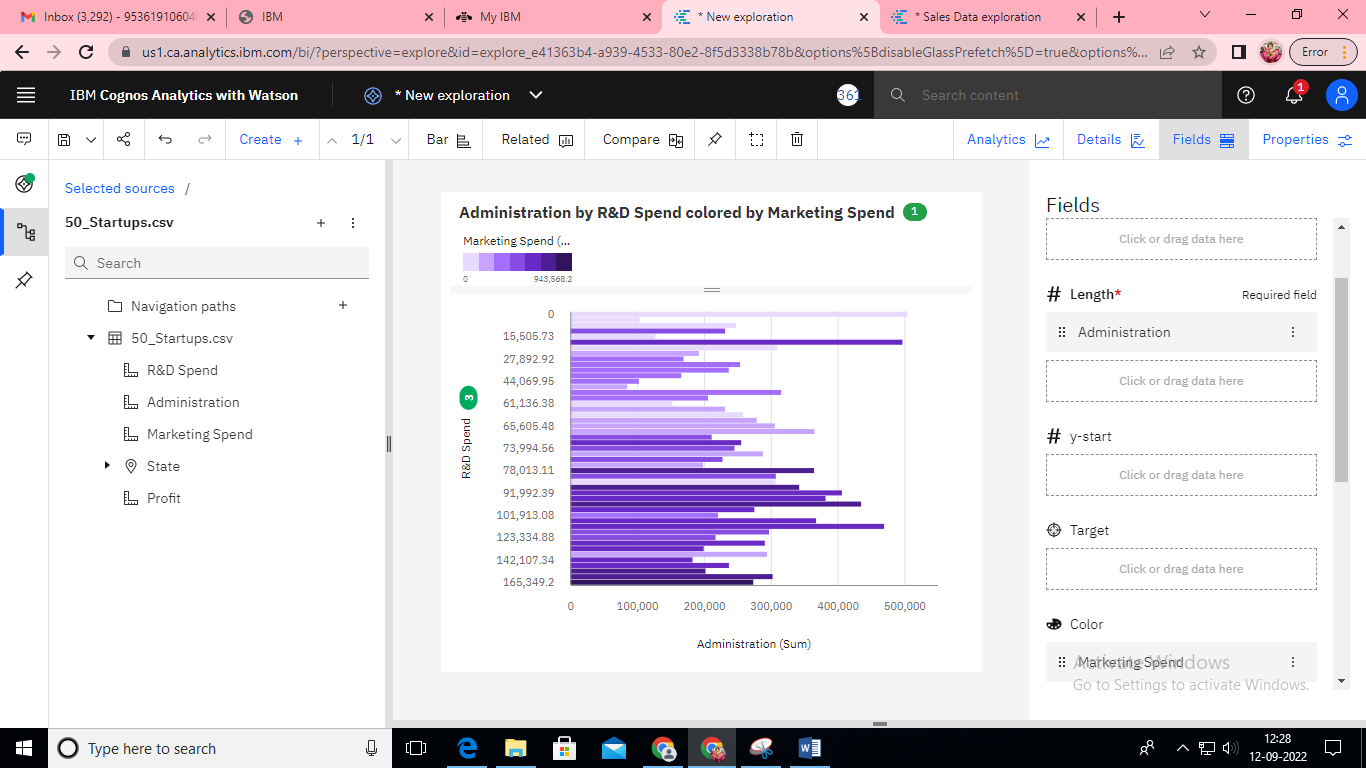 Inbox (3,292) - 9536191060
IBM
My IBM
* New exploration
* Sales Data exploration
us1.ca.analytics.ibm.com/bi/?perspective=explore&id=explore_e41363b4-a939-4533-80e2-8f5d3338b78b&options%5BdisableGlassPrefetch%5D=true&options%...
Error
IBM Cognos Analytics with Watson
* New exploration
361
Search content
1
Create
1/1
Bar
Related
Compare
Analytics
Details
Fields
Properties
Selected sources /
50_Startups.csv
Search
Navigation paths
50_Startups.csv
R&D Spend
Administration
Marketing Spend
State
Profit
Administration by R&D Spend colored by Marketing Spend 1
Marketing Spend (...
0 943,568.2
0
15,505.73
27,892.92
44,069.95
61,136.38
65,605.48
73,994.56
78,013.11
91,992.39
101,913.08
123,334.88
142,107.34
165,349.2
R&D Spend
3
0 100,000 200,000 300,000 400,000 500,000
Administration (Sum)
Fields
Click or drag data here
# Length* Required field
Administration
Click or drag data here
# y-start
Click or drag data here
Target
Click or drag data here
Color
Marketing Spend
Activate Windows
Go to Settings to activate Windows.
Type here to search
12:28
12-09-2022